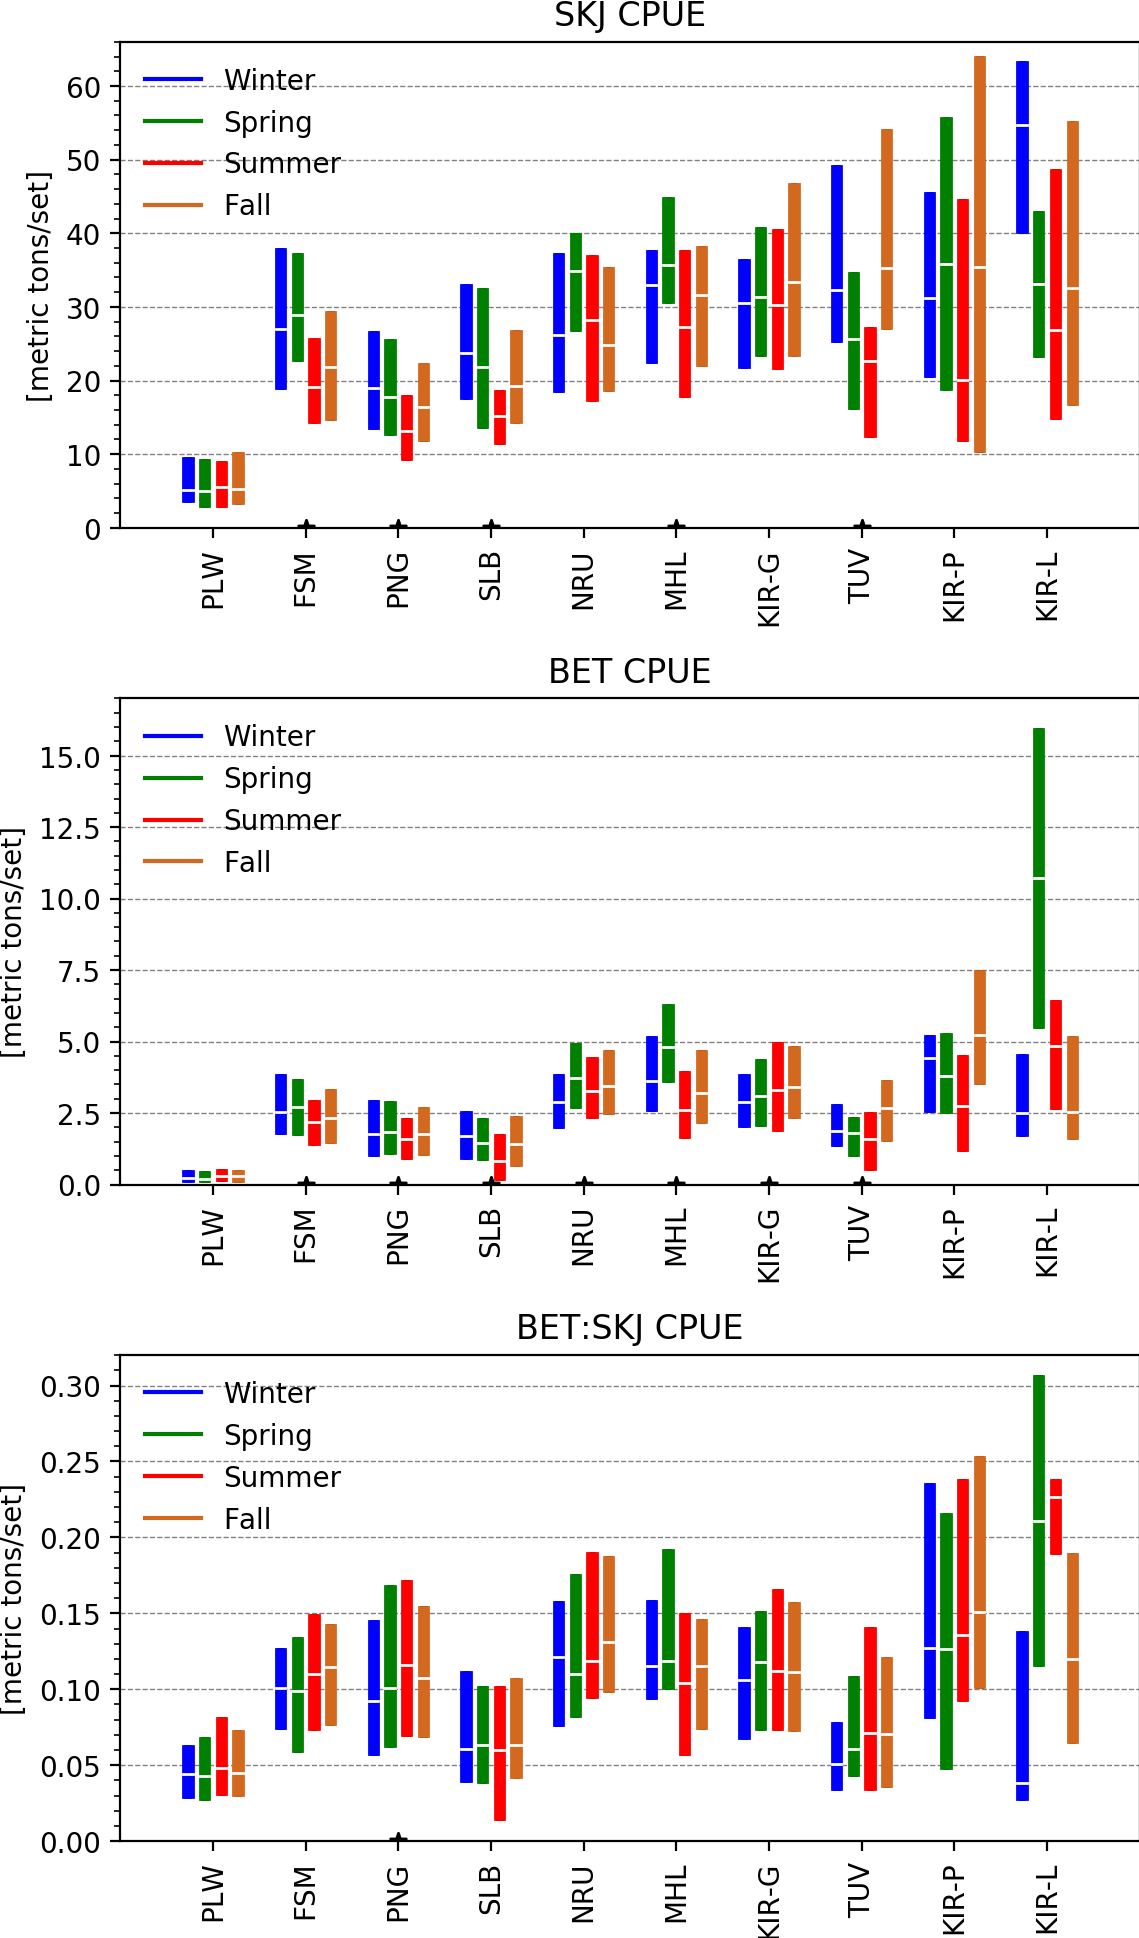 SKJ CPUE
[metric tons/set]
60
50
40
30
20
10
0
Winter
Spring
Summer
Fall
PLW
FSM
PNG
SLB
NRU
MHL
KIR-G
TUV
KIR-P
KIR-L
BET CPUE
[metric tons/set]
15.0
12.5
10.0
7.5
5.0
2.5
0.0
Winter
Spring
Summer
Fall
PLW
FSM
PNG
SLB
NRU
MHL
KIR-G
TUV
KIR-P
KIR-L
BET:SKJ CPUE
[metric tons/set]
0.30
0.25
0.20
0.15
0.10
0.05
0.00
Winter
Spring
Summer
Fall
PLW
FSM
PNG
SLB
NRU
MHL
KIR-G
TUV
KIR-P
KIR-L